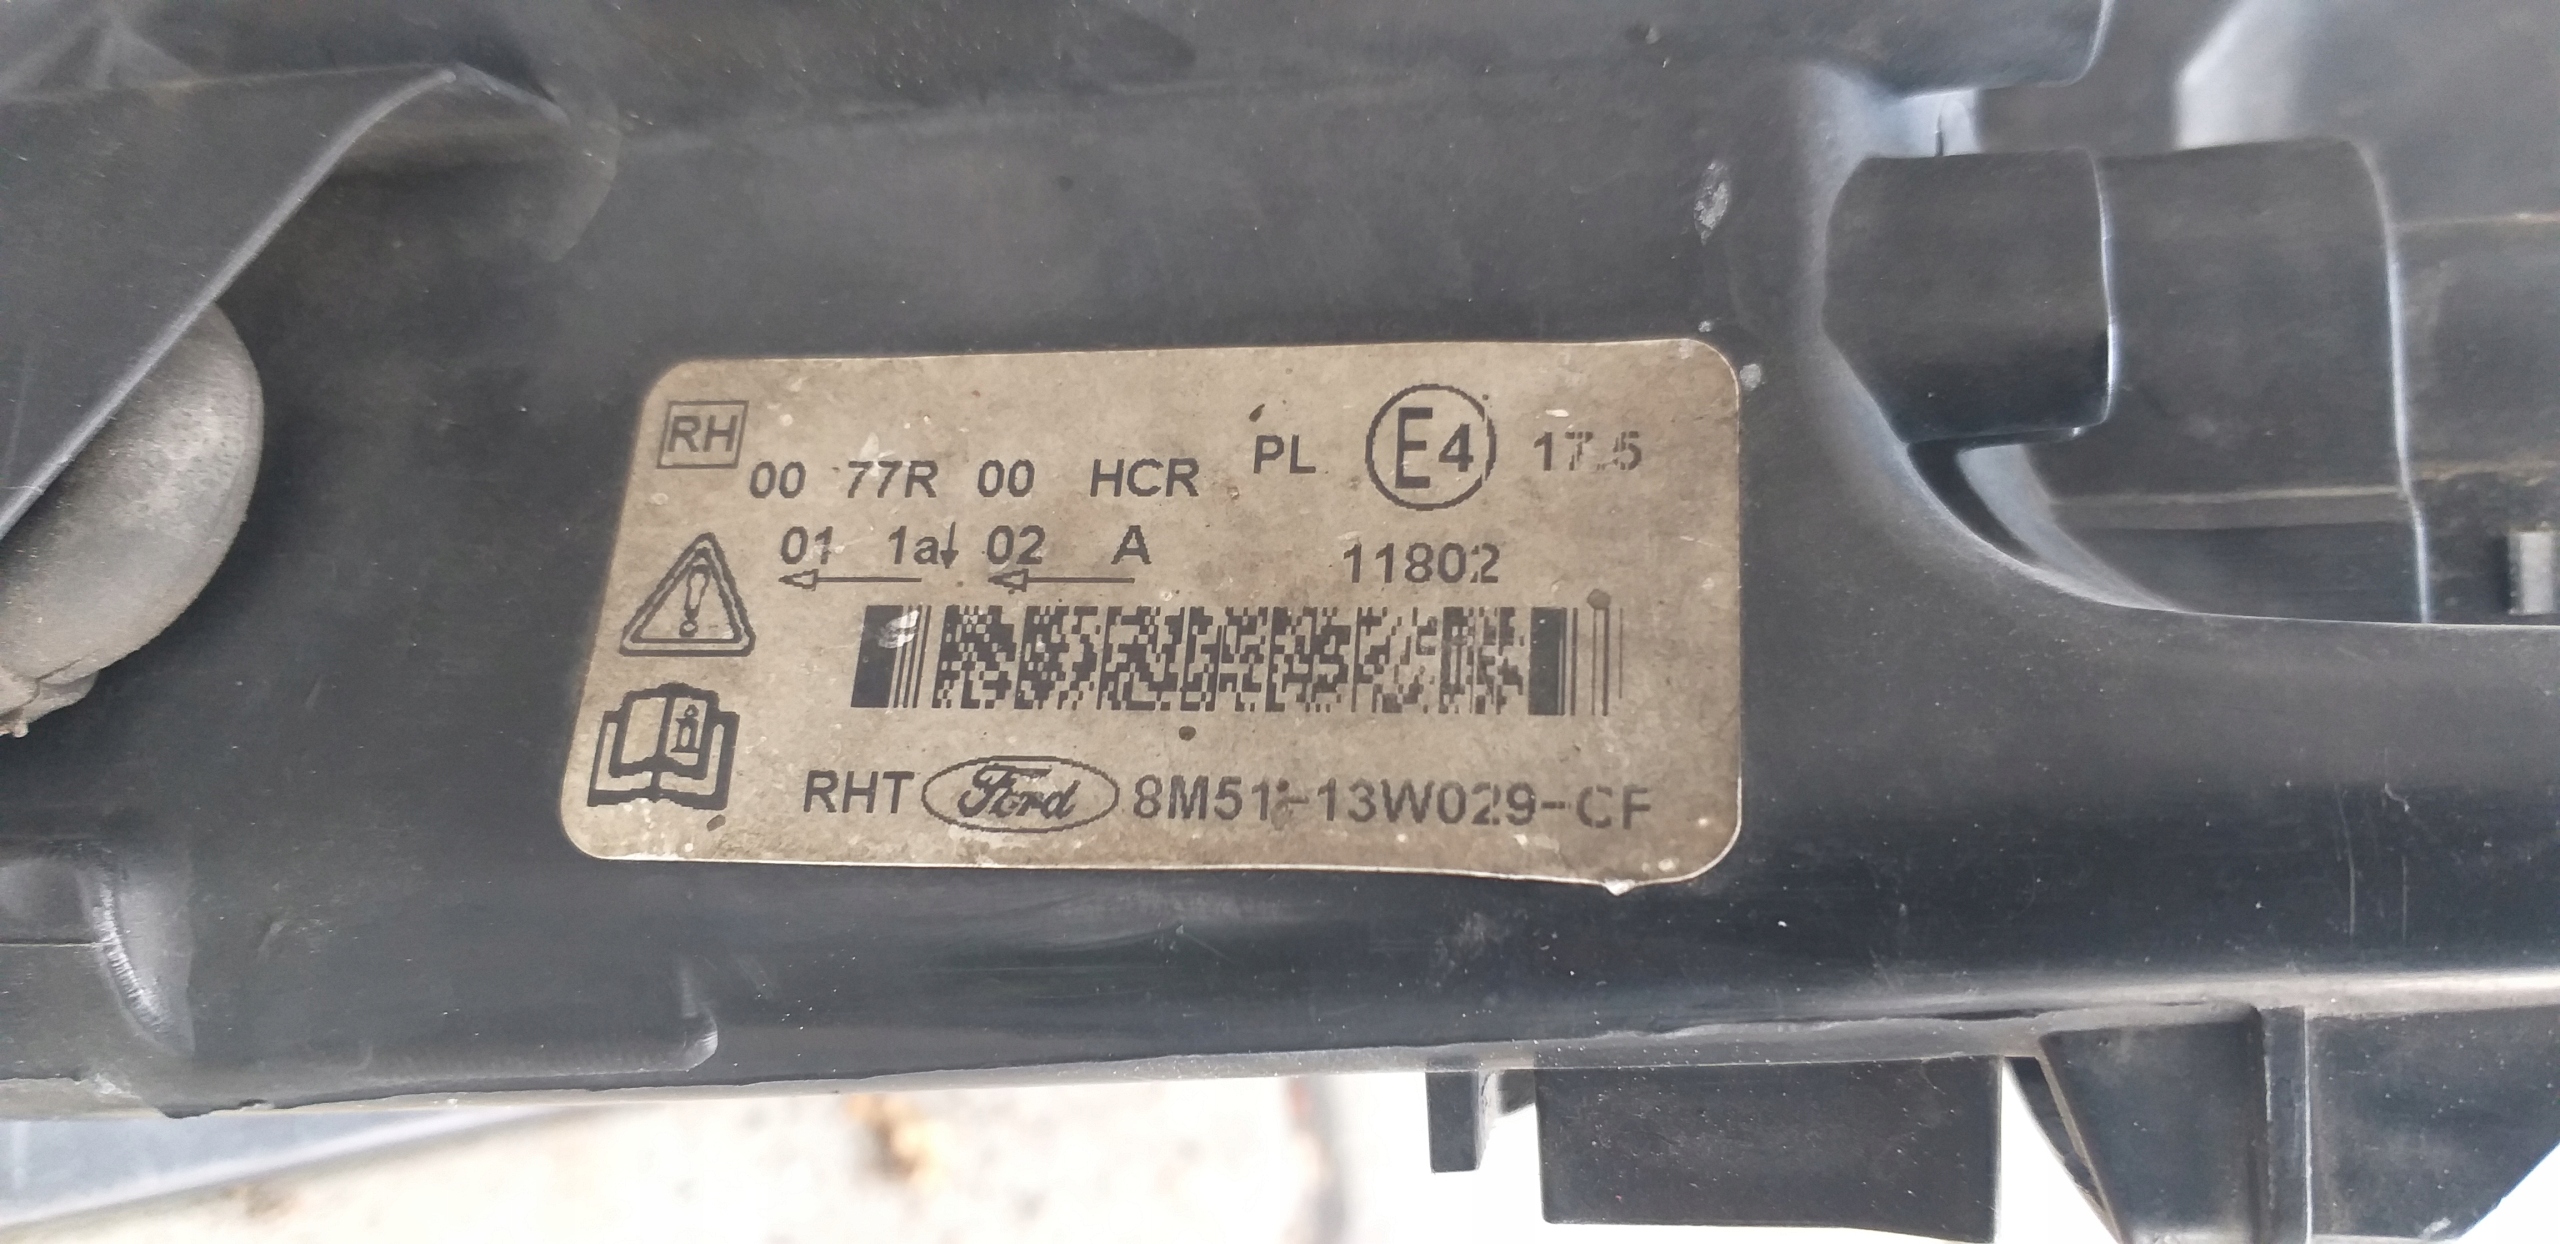 RH
00 77R 00 HCR PL E4 17.5
01 1a↓ 02 A 11802
RHT Ford 8M51-13W029-CF